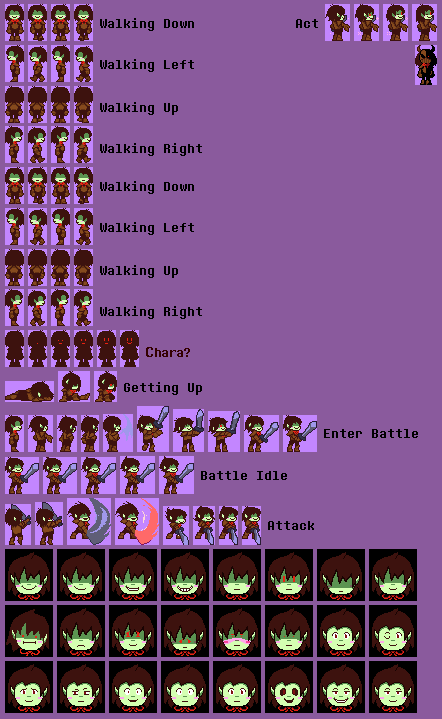 Walking Down
Act
Walking Left
Walking Up
Walking Right
Walking Down
Walking Left
Walking Up
Walking Right
Chara?
Getting Up
Enter Battle
Battle Idle
Attack